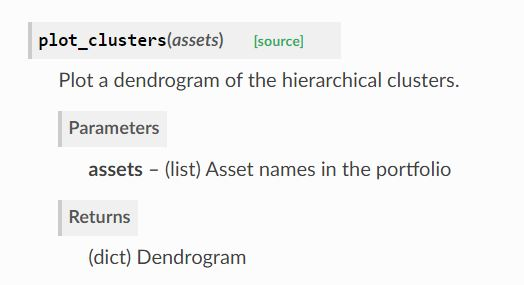 plot_clusters(assets) [source]
Plot a dendrogram of the hierarchical clusters.
Parameters
assets – (list) Asset names in the portfolio
Returns
(dict) Dendrogram